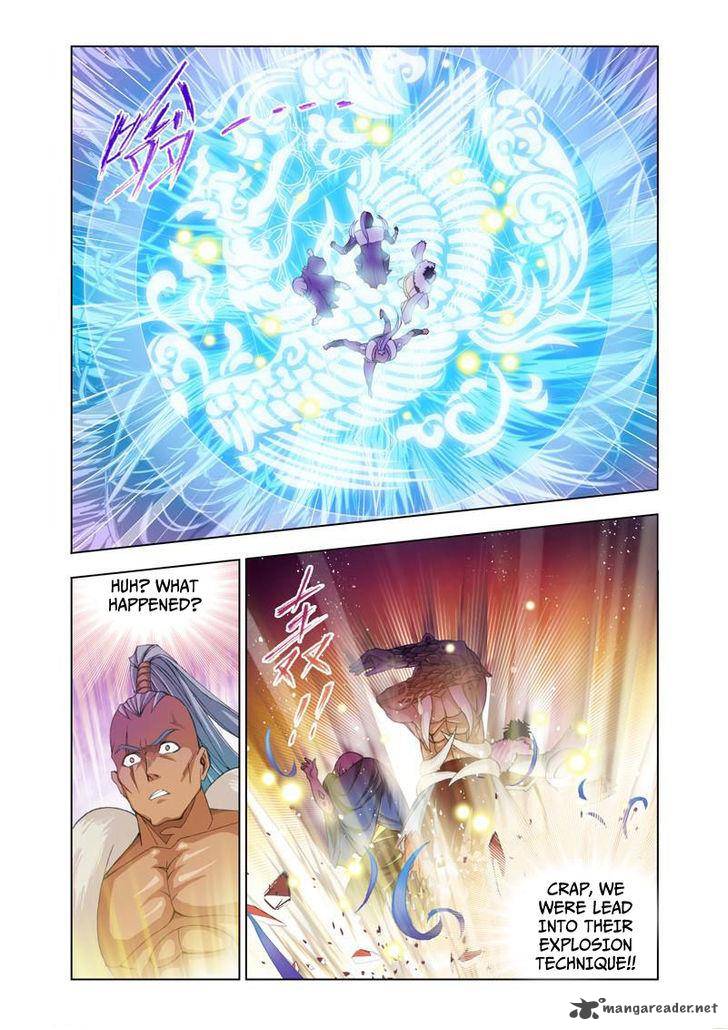 嗡----
HUH? WHAT
HAPPENED?
轰!!
CRAP, WE
WERE LEAD
INTO THEIR
EXPLOSION
TECHNIQUE!!
mangareader.net